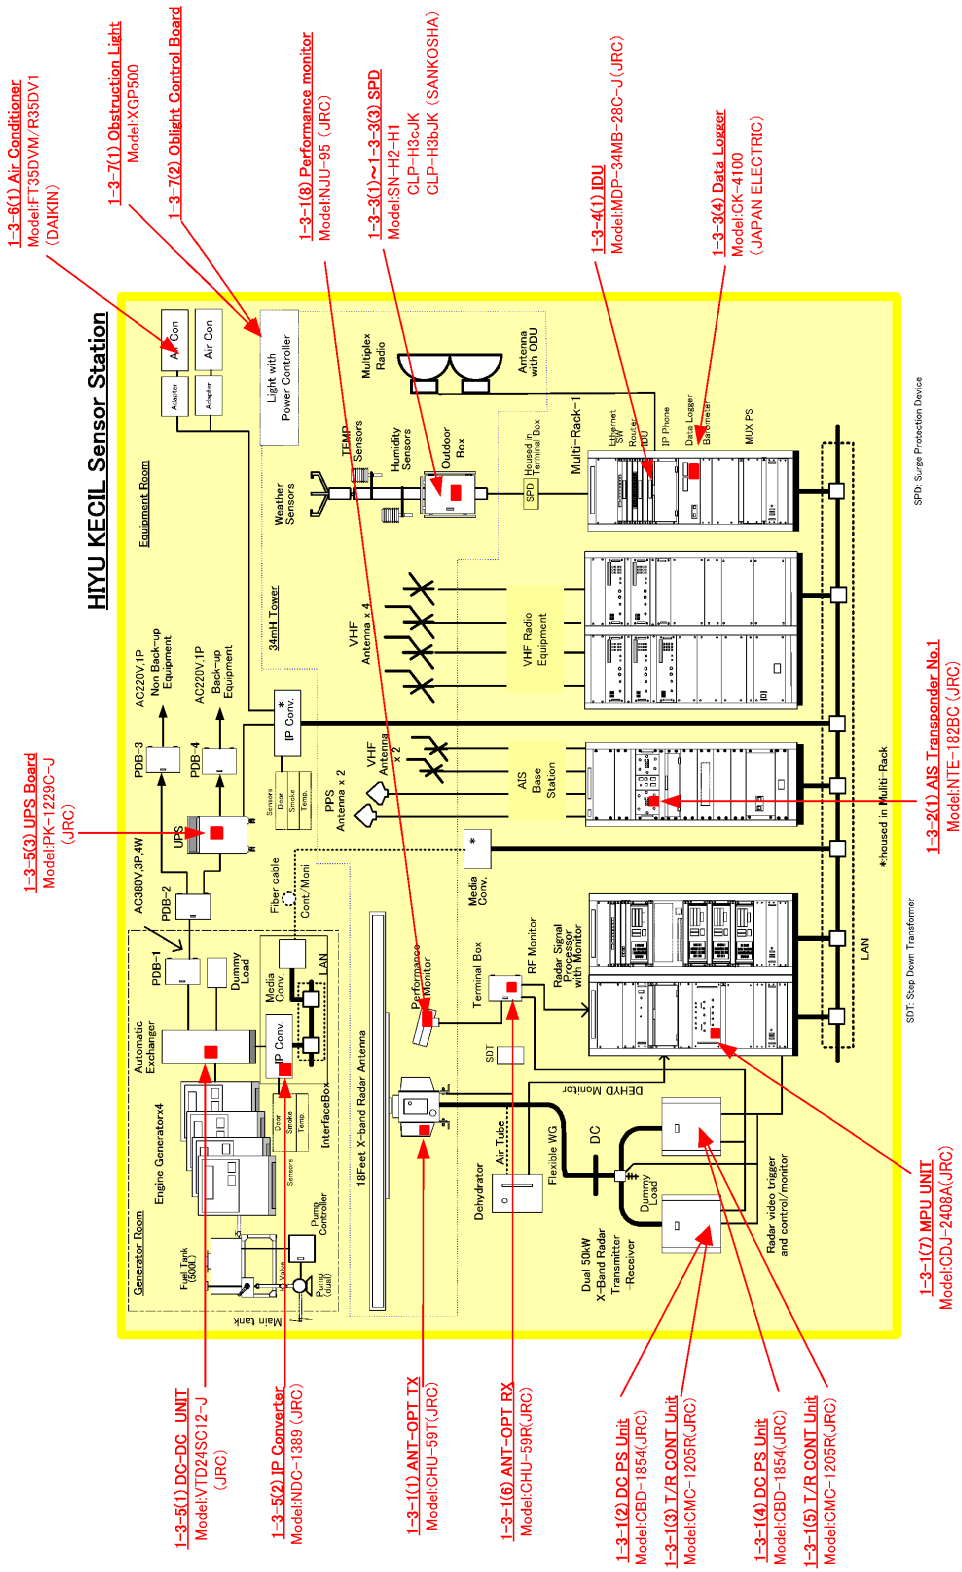 HIYU KECIL Sensor Station
1-3-5(1) DC-DC UNIT
Model:VTD24SC12-J
(JRC)
1-3-5(2) IP Converter
Model:NDC-1389 (JRC)
1-3-1(1) ANT-OPT TX
Model:CHU-59T(JRC)
1-3-1(6) ANT-OPT RX
Model:CHU-59R(JRC)
1-3-1(2) DC PS Unit
Model:CBD-1854(JRC)
1-3-1(3) T/R CONT Unit
Model:CMC-1205R(JRC)
1-3-1(4) DC PS Unit
Model:CBD-1854(JRC)
1-3-1(5) T/R CONT Unit
Model:CMC-1205R(JRC)
1-3-1(7) MPU UNIT
Model:CDJ-2408A(JRC)
1-3-5(3) UPS Board
Model:PK-1229C-J
(JRC)
1-3-2(1) AIS Transponder No.1
Model:NTE-182BC (JRC)
1-3-6(1) Air Conditioner
Model:FT35DVM/R35DV1
(DAIKIN)
1-3-7(1) Obstruction Light
Model:XGP500
1-3-7(2) Oblight Control Board
1-3-1(8) Performance monitor
Model:NJU-95 (JRC)
1-3-3(1)~1-3-3(3) SPD
Model:SN-H2-H1
CLP-H3cJK
CLP-H3bJK (SANKOSHA)
1-3-4(1) IDU
Model:MDP-34MB-28C-J(JRC)
1-3-3(4) Data Logger
Model:CK-4100
(JAPAN ELECTRIC)
Generator Room
Engine Generatorx4
Automatic
Exchanger
PDB-1
Dummy
Load
AC380V,3P,4W
PDB-2
UPS
PDB-3
PDB-4
AC220V,1P
Non Back-up
Equipment
AC220V,1P
Back-up
Equipment
Equipment Room
Adapter
Air Con
Adapter
Air Con
Light with
Power Controller
Fuel Tank
(500L)
Valve
Main tank
Pump
(dual)
Pump
Controller
Sensors
Door
Smoke
Temp.
InterfaceBox
IP Conv.
Media
Conv.
LAN
Fiber cable
Cont/Moni
Sensors
Door
Smoke
Temp.
*
IP Conv.
34mH Tower
18Feet X-band Radar Antenna
Performance
Monitor
Terminal Box
RF Monitor
SDT
Air Tube
Dehydrator
Flexible WG
DC
DEHYD Monitor
Dummy
Load
Dual 50kW
X-Band Radar
Transmitter
-Receiver
Radar video trigger
and control/monitor
Radar Signal
Processor
with Monitor
*
Media
Conv.
PPS
Antenna x 2
VHF
Antenna
x 2
AIS
Base
Station
VHF
Antenna x 4
VHF Radio
Equipment
Weather
Sensors
TEMP
Sensors
Humidity
Sensors
Outdoor
Box
SPD
Housed in
Terminal Box
Multiplex
Radio
Antenna
with ODU
Multi-Rack-1
Ethernet
SW
Router
IDU
IP Phone
Data Logger
Barometer
MUX PS
LAN
*:housed in Muliti-Rack
SDT: Step Down Transformer
SPD: Surge Protection Device